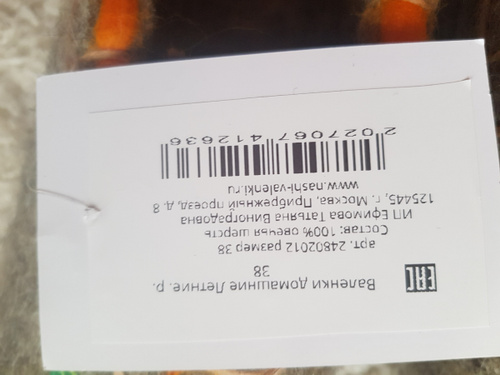 EAC
Валенки домашние Летние. р.
38
арт. 24802012 размер 38
Состав: 100% овечья шерсть
ИП Ефимова Татьяна Виноградовна
125445, г. Москва, Прибрежный проезд, д. 8
www.nashi-valenki.ru
2 027067 412636